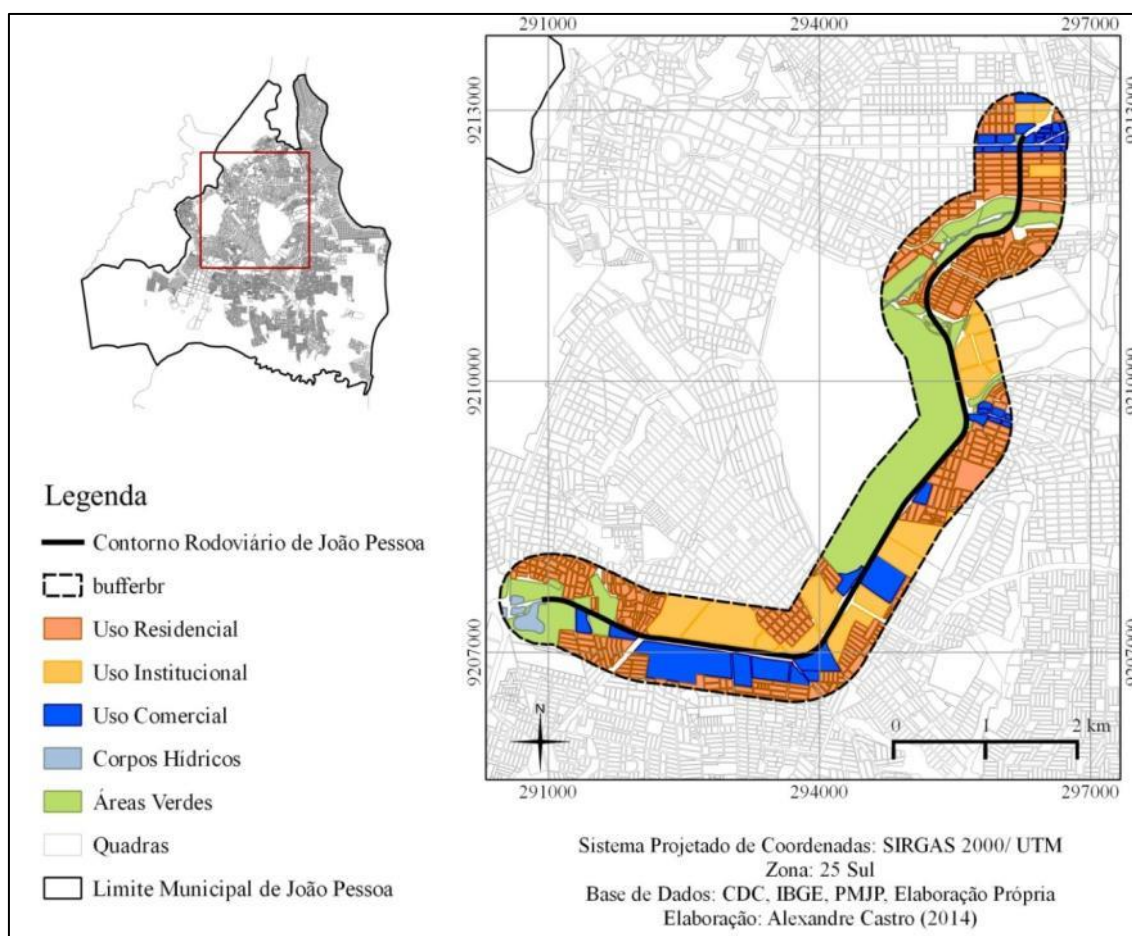 291000 294000 297000
9213000 9213000
9210000 9210000
Legenda
Contorno Rodoviário de João Pessoa
bufferbr
Uso Residencial
9207000 9207000
Uso Institucional
Uso Comercial
N
0 1 2 km
Corpos Hídricos
291000 294000 297000
Áreas Verdes
Quadras
Limite Municipal de João Pessoa
Sistema Projetado de Coordenadas: SIRGAS 2000/ UTM
Zona: 25 Sul
Base de Dados: CDC, IBGE, PMJP, Elaboração Própria
Elaboração: Alexandre Castro (2014)